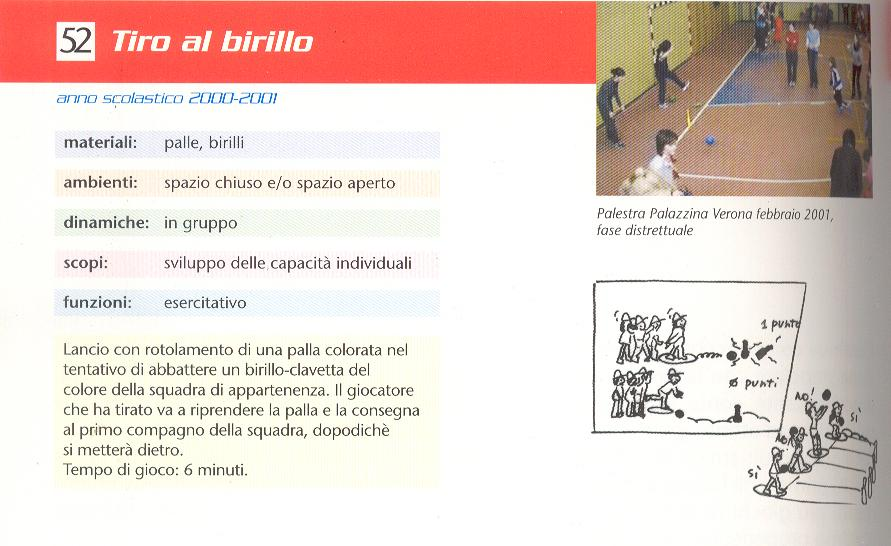 52 Tiro al birillo
anno scolastico 2000-2001
materiali: palle, birilli
ambienti: spazio chiuso e/o spazio aperto
dinamiche: in gruppo
scopi: sviluppo delle capacità individuali
funzioni: esercitativo
Lancio con rotolamento di una palla colorata nel
tentativo di abbattere un birillo-clavetta del
colore della squadra di appartenenza. Il giocatore
che ha tirato va a riprendere la palla e la consegna
al primo compagno della squadra, dopodichè
si metterà dietro.
Tempo di gioco: 6 minuti.
Palestra Palazzina Verona febbraio 2001,
fase distrettuale
1 punto
0 punti
NO!
SÌ
NO!
SÌ